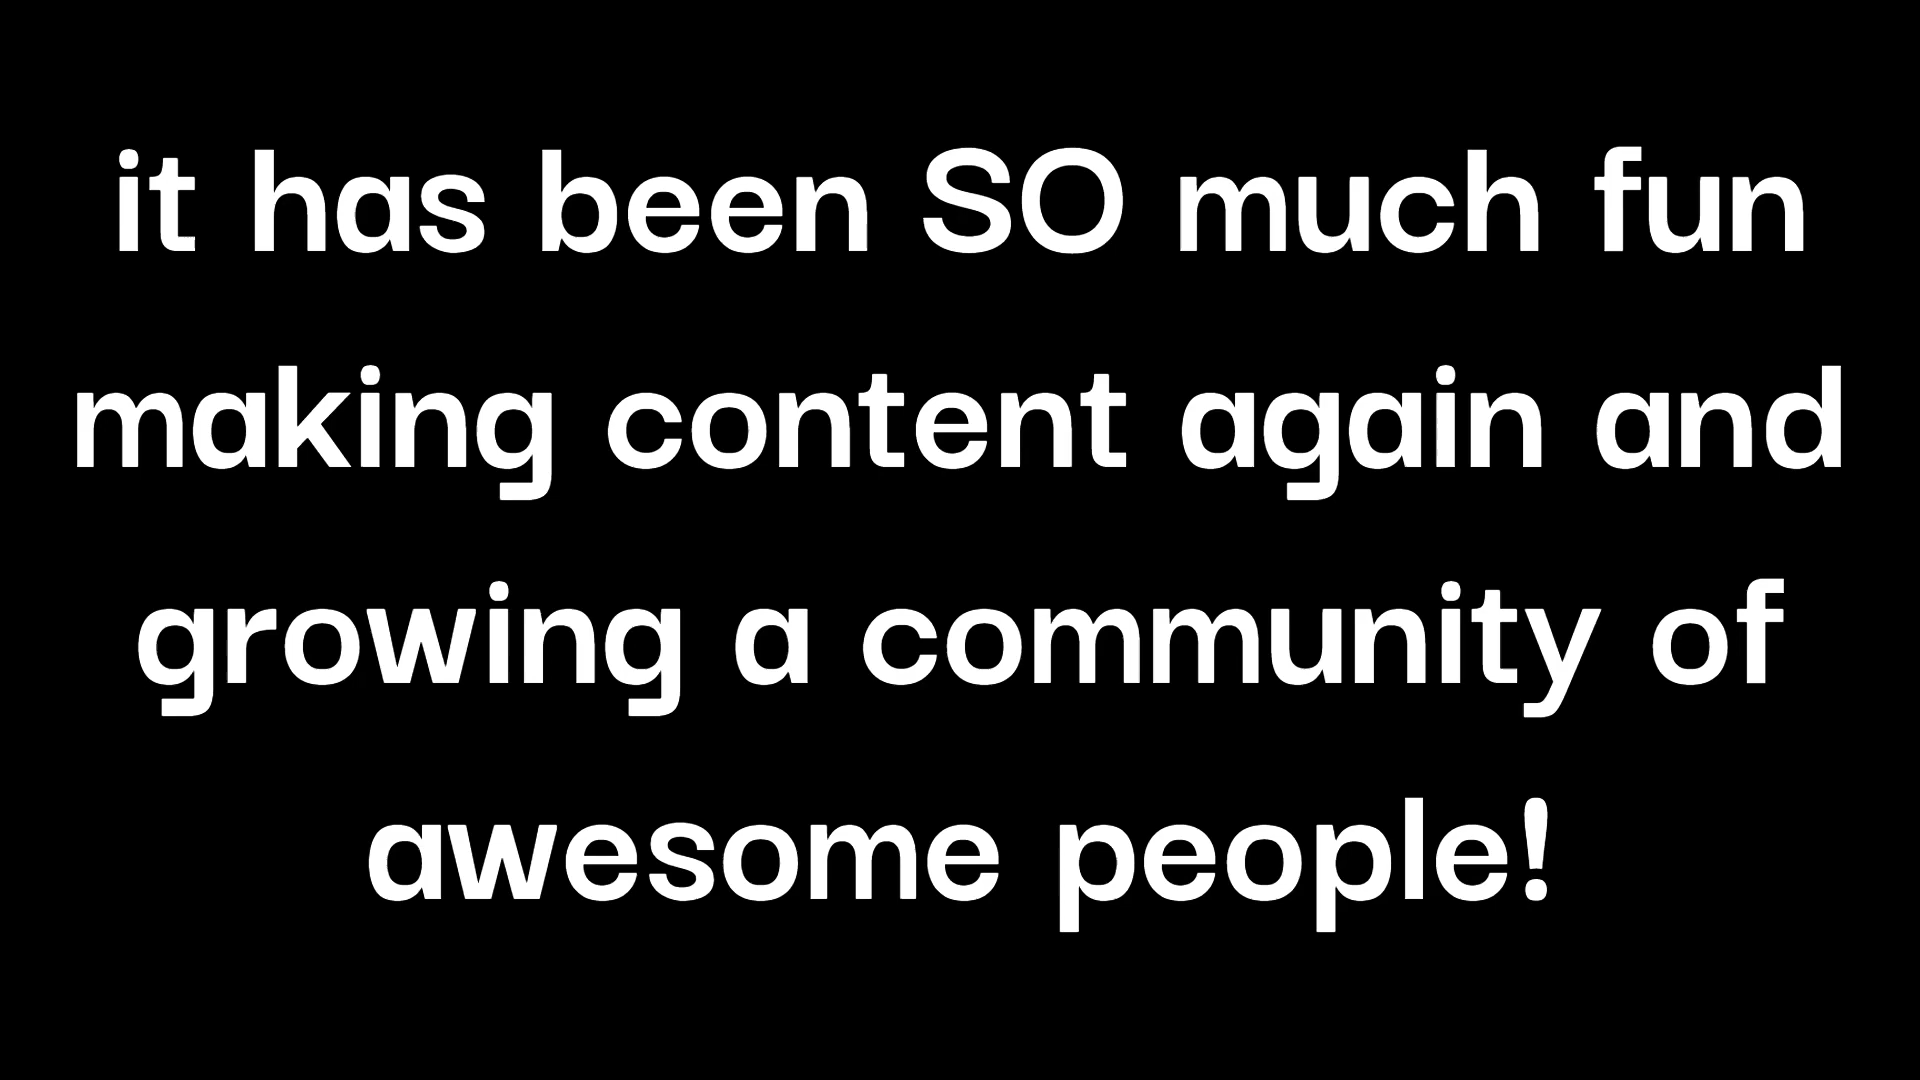 it has been SO much fun
making content again and
growing a community of
awesome people!